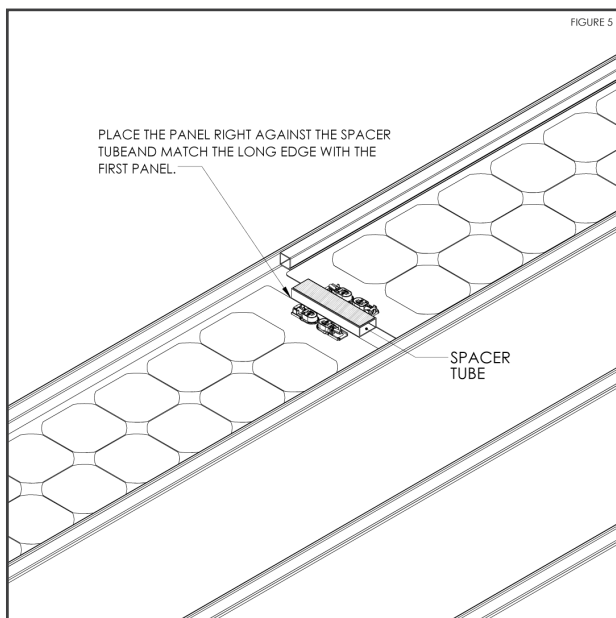 FIGURE 5
PLACE THE PANEL RIGHT AGAINST THE SPACER
TUBEAND MATCH THE LONG EDGE WITH THE
FIRST PANEL.
SPACER
TUBE